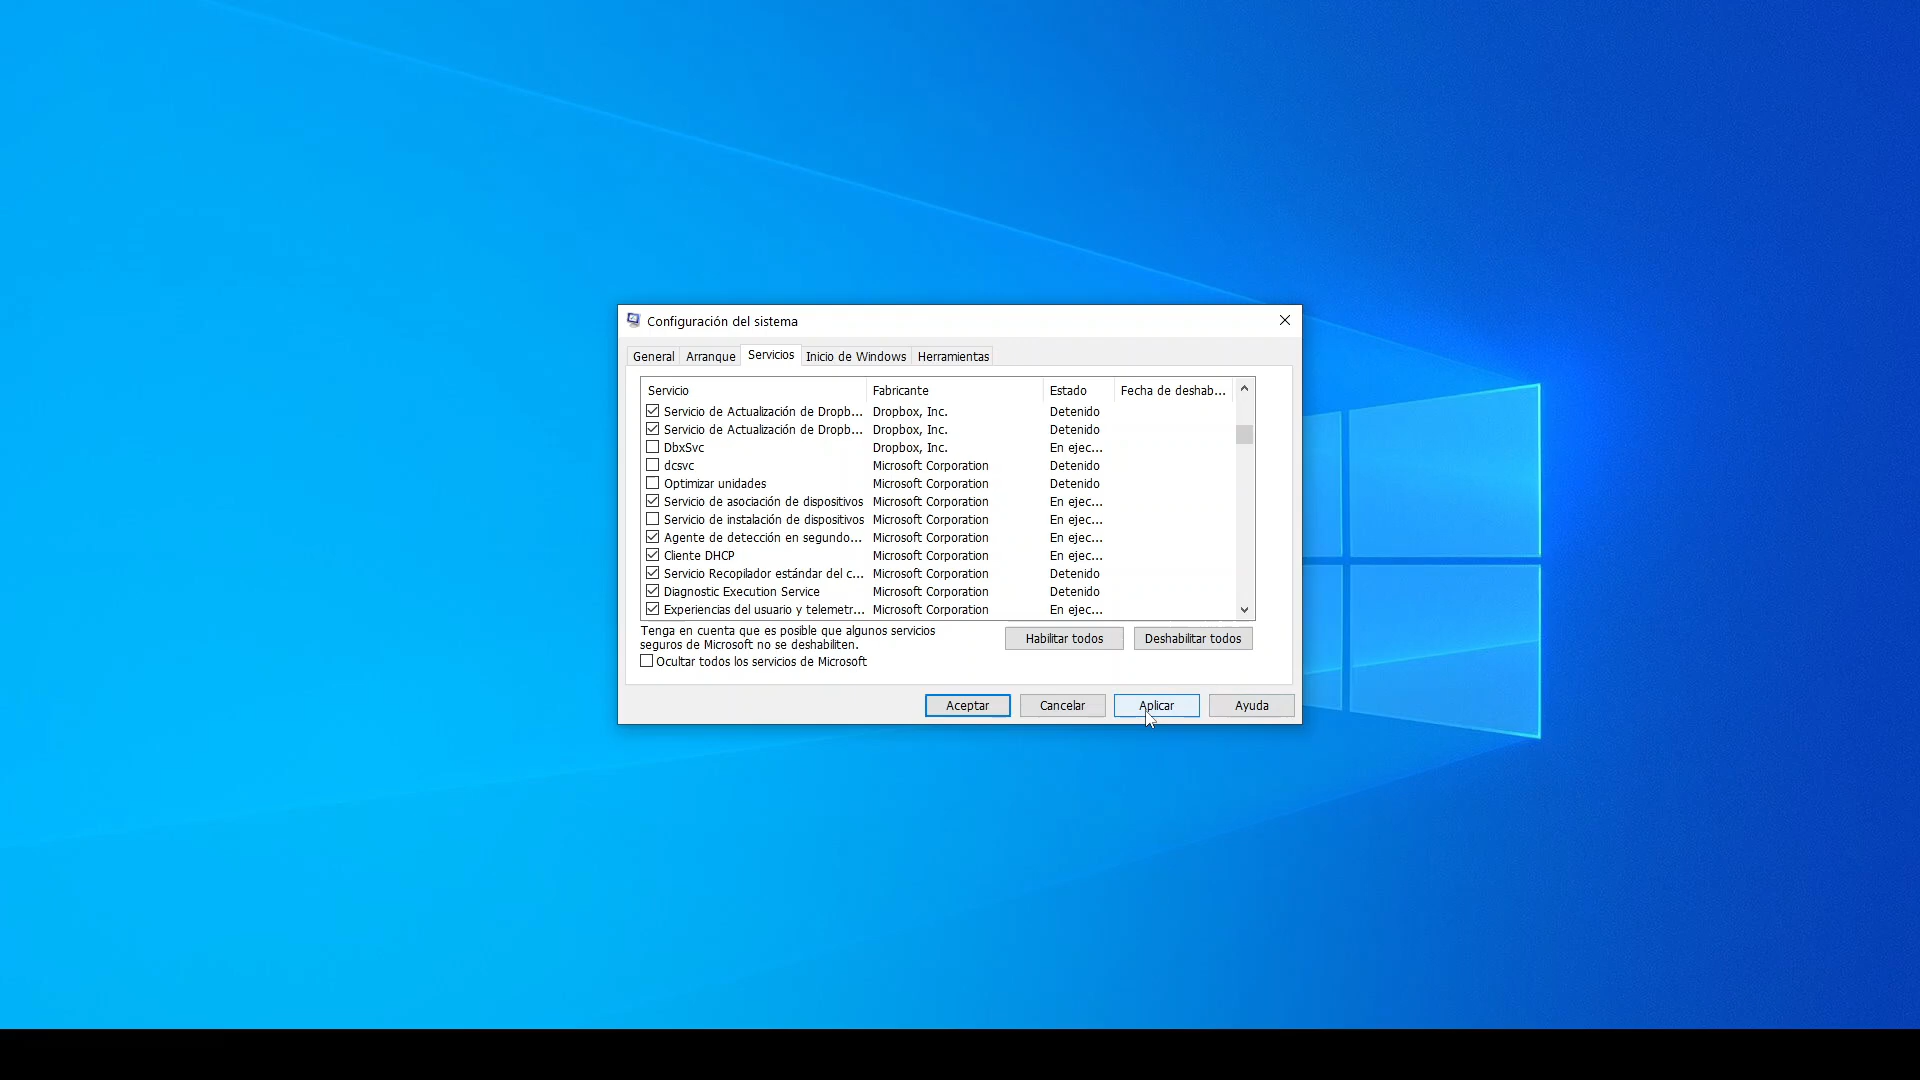 Configuración del sistema
General Arranque Servicios Inicio de Windows Herramientas
Servicio Fabricante Estado Fecha de deshab...
Servicio de Actualización de Dropb... Dropbox, Inc. Detenido
Servicio de Actualización de Dropb... Dropbox, Inc. Detenido
DbxSvc Dropbox, Inc. En ejec...
dcsvc Microsoft Corporation Detenido
Optimizar unidades Microsoft Corporation Detenido
Servicio de asociación de dispositivos Microsoft Corporation En ejec...
Servicio de instalación de dispositivos Microsoft Corporation En ejec...
Agente de detección en segundo... Microsoft Corporation En ejec...
Cliente DHCP Microsoft Corporation En ejec...
Servicio Recopilador estándar del c... Microsoft Corporation Detenido
Diagnostic Execution Service Microsoft Corporation Detenido
Experiencias del usuario y telemetr... Microsoft Corporation En ejec...
Tenga en cuenta que es posible que algunos servicios
seguros de Microsoft no se deshabiliten.
Habilitar todos Deshabilitar todos
Ocultar todos los servicios de Microsoft
Aceptar Cancelar Aplicar Ayuda